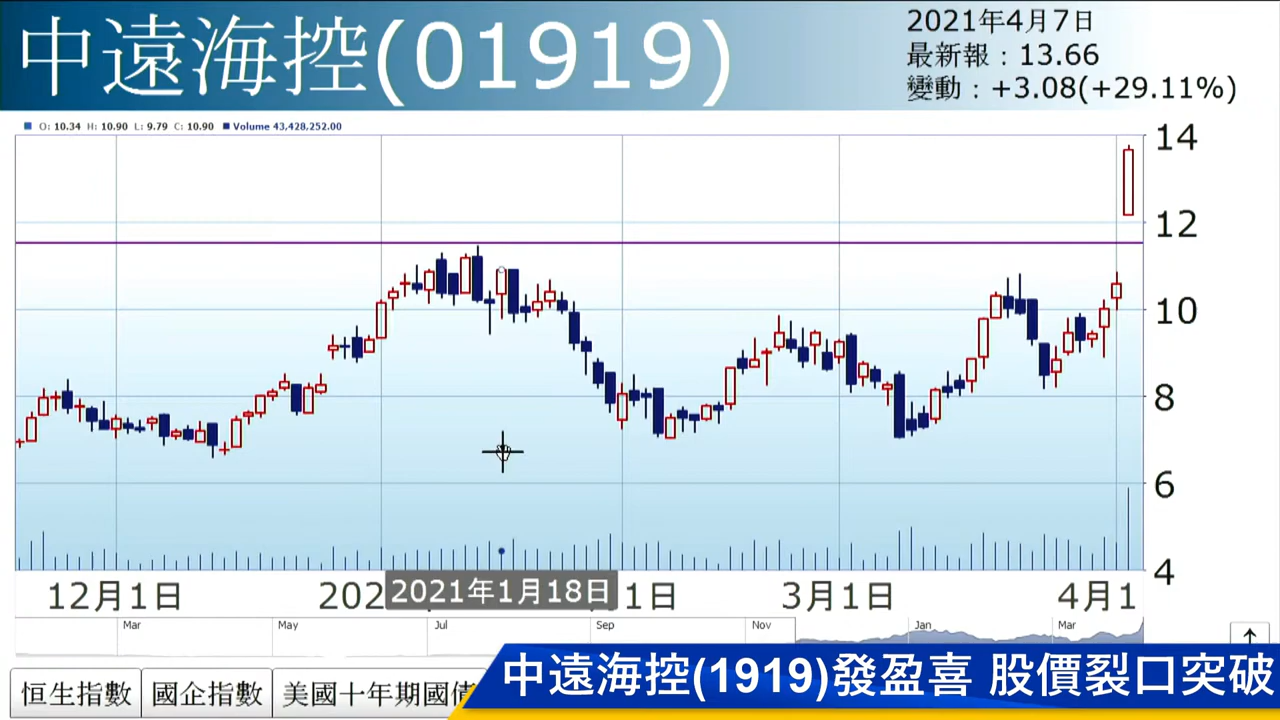 中遠海控(01919)
2021年4月7日
最新報：13.66
變動：+3.08(+29.11%)
O: 10.34 H: 10.90 L: 9.79 C: 10.90 Volume 43,428,252.00
14
12
10
8
6
4
12月1日 202 2021年1月18日 1日 3月1日 4月1
Mar May Jul Sep Nov Jan Mar
恒生指數 國企指數 美國十年期國債
中遠海控(1919)發盈喜 股價裂口突破